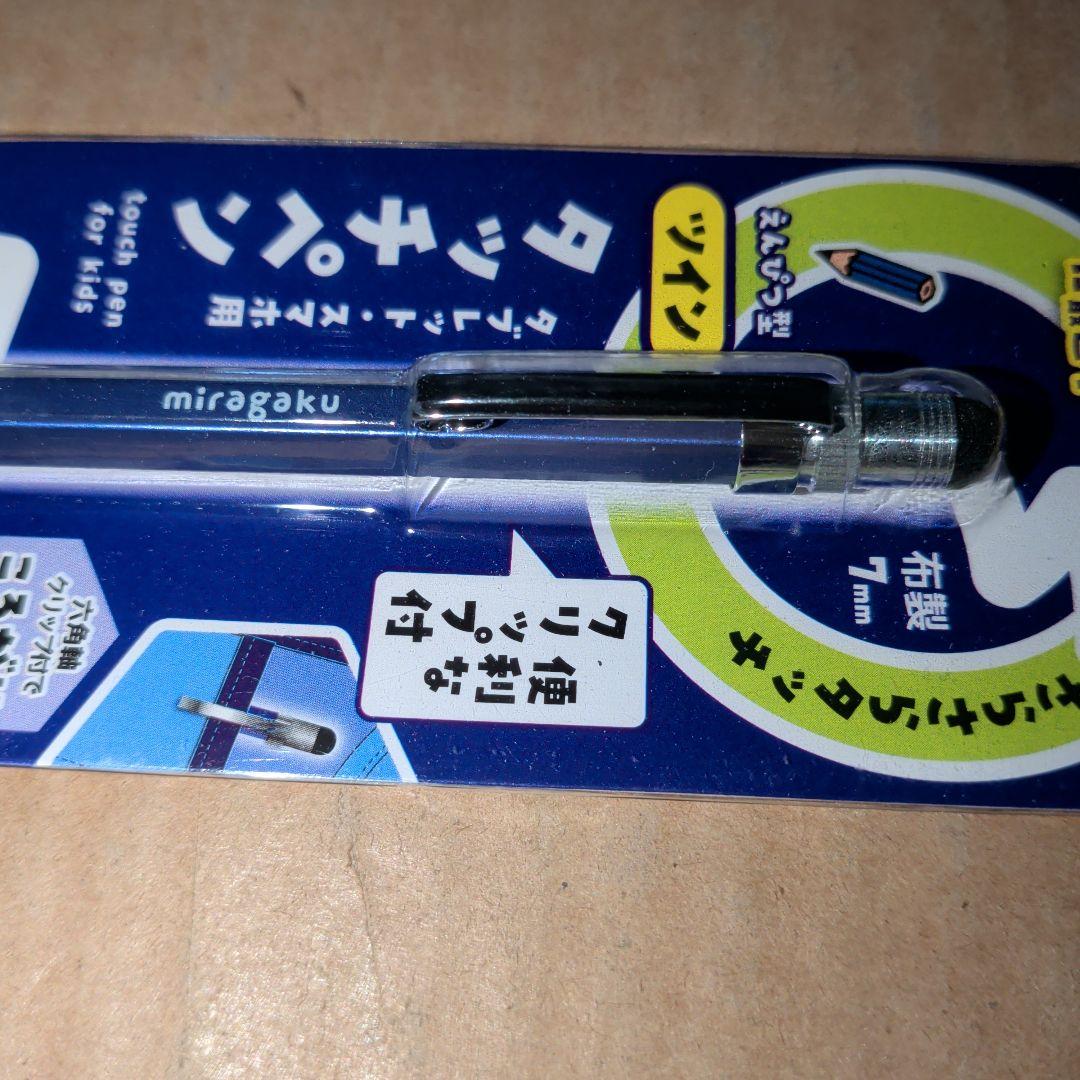 えんぴつ型
ツイン
タッチペン
タブレット・スマホ用
touch pen
for kids
miragaku
さらさらタッチ
布製
7mm
便利な
クリップ付
六角軸
クリップ付で